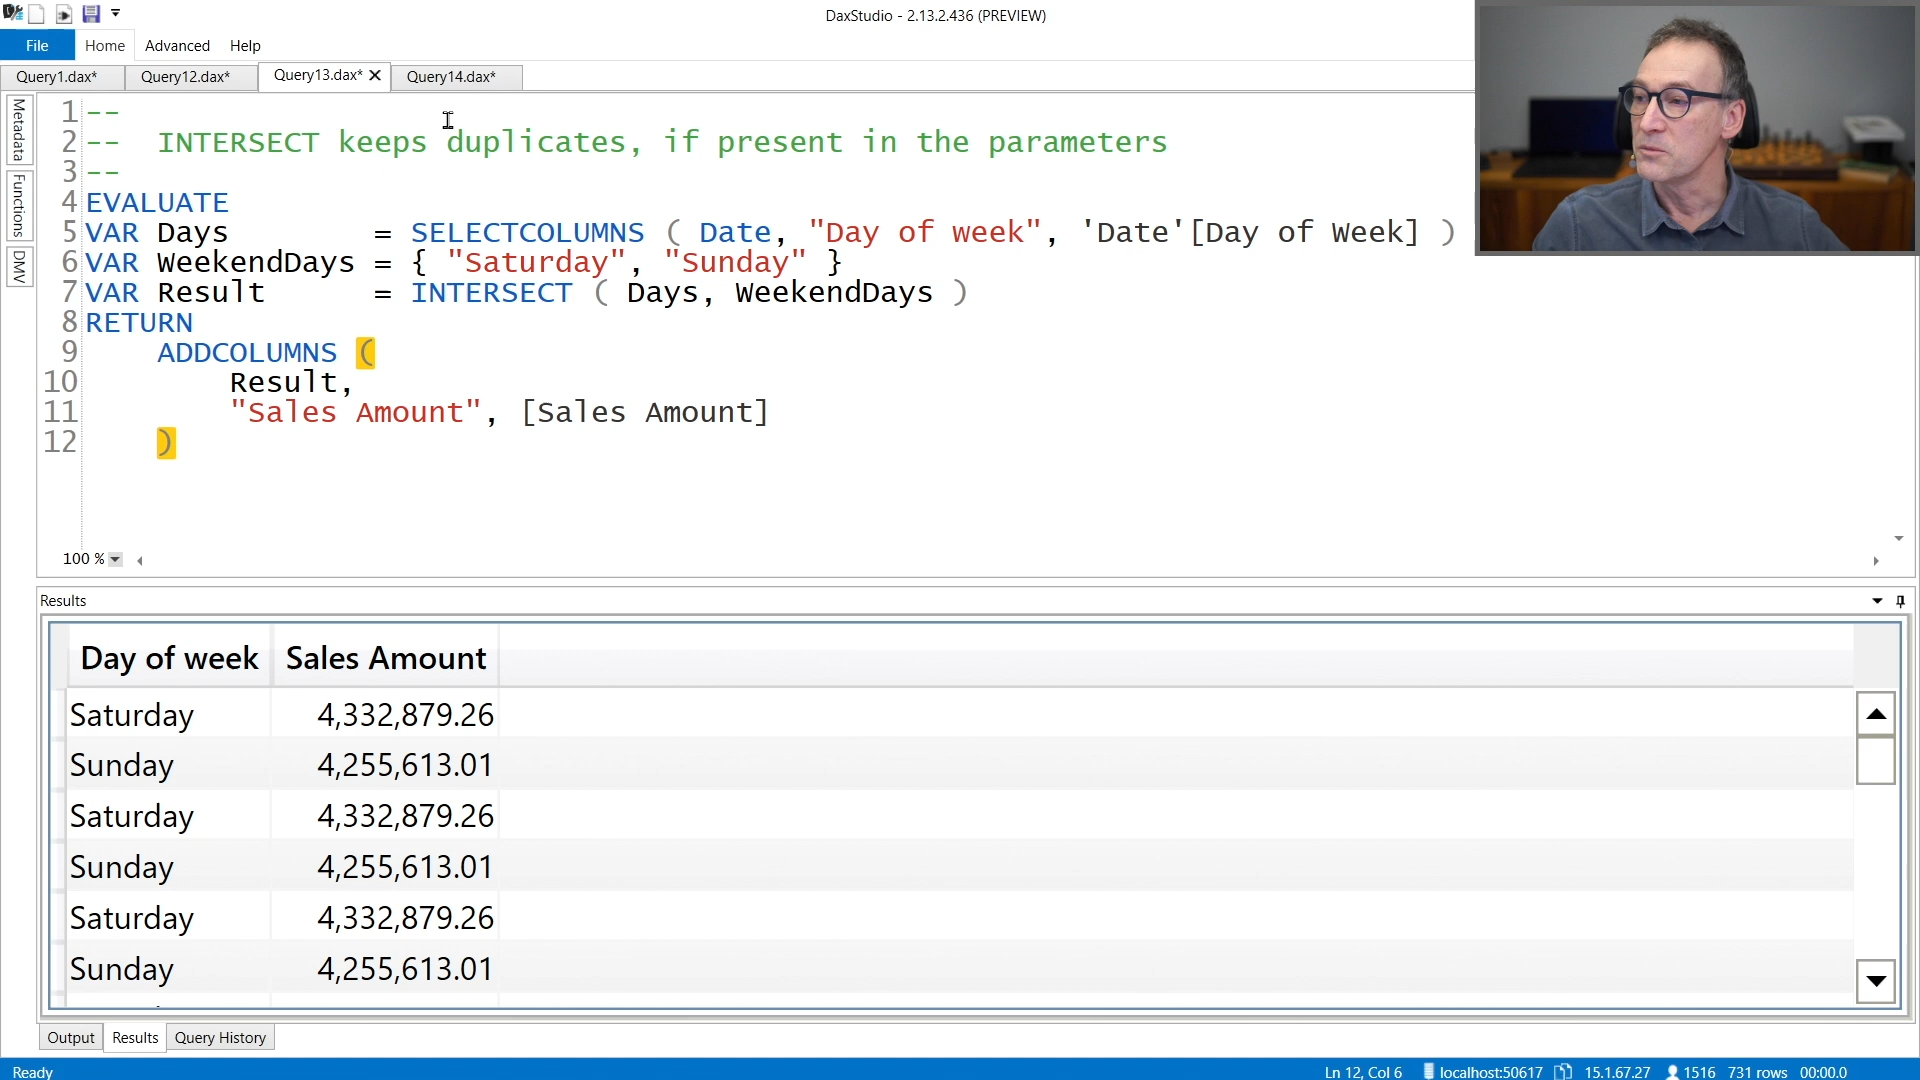 DaxStudio - 2.13.2.436 (PREVIEW)
File Home Advanced Help
Query1.dax* Query12.dax* Query13.dax* Query14.dax*
Metadata
Functions
DMV
1 --
2 -- INTERSECT keeps duplicates, if present in the parameters
3 --
4 EVALUATE
5 VAR Days = SELECTCOLUMNS ( Date, "Day of week", 'Date'[Day of Week] )
6 VAR WeekendDays = { "Saturday", "Sunday" }
7 VAR Result = INTERSECT ( Days, WeekendDays )
8 RETURN
9 ADDCOLUMNS (
10 Result,
11 "Sales Amount", [Sales Amount]
12 )
100 %
Results
Day of week Sales Amount
Saturday 4,332,879.26
Sunday 4,255,613.01
Saturday 4,332,879.26
Sunday 4,255,613.01
Saturday 4,332,879.26
Sunday 4,255,613.01
Output Results Query History
Ready Ln 12, Col 6 localhost:50617 15.1.67.27 1516 731 rows 00:00.0